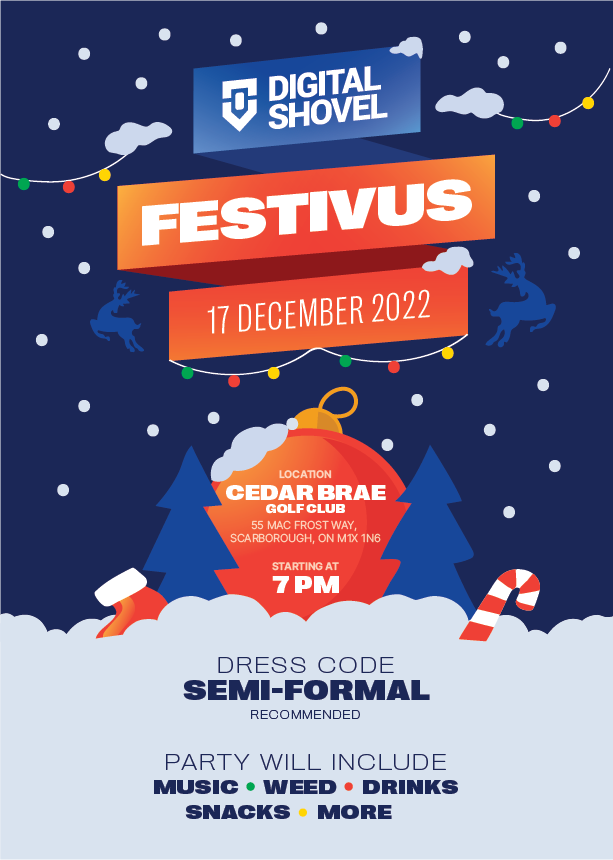 DIGITAL
SHOVEL
FESTIVUS
17 DECEMBER 2022
LOCATION
CEDAR BRAE
GOLF CLUB
55 MAC FROST WAY,
SCARBOROUGH, ON M1X 1N6
STARTING AT
7 PM
DRESS CODE
SEMI-FORMAL
RECOMMENDED
PARTY WILL INCLUDE
MUSIC • WEED • DRINKS
SNACKS • MORE